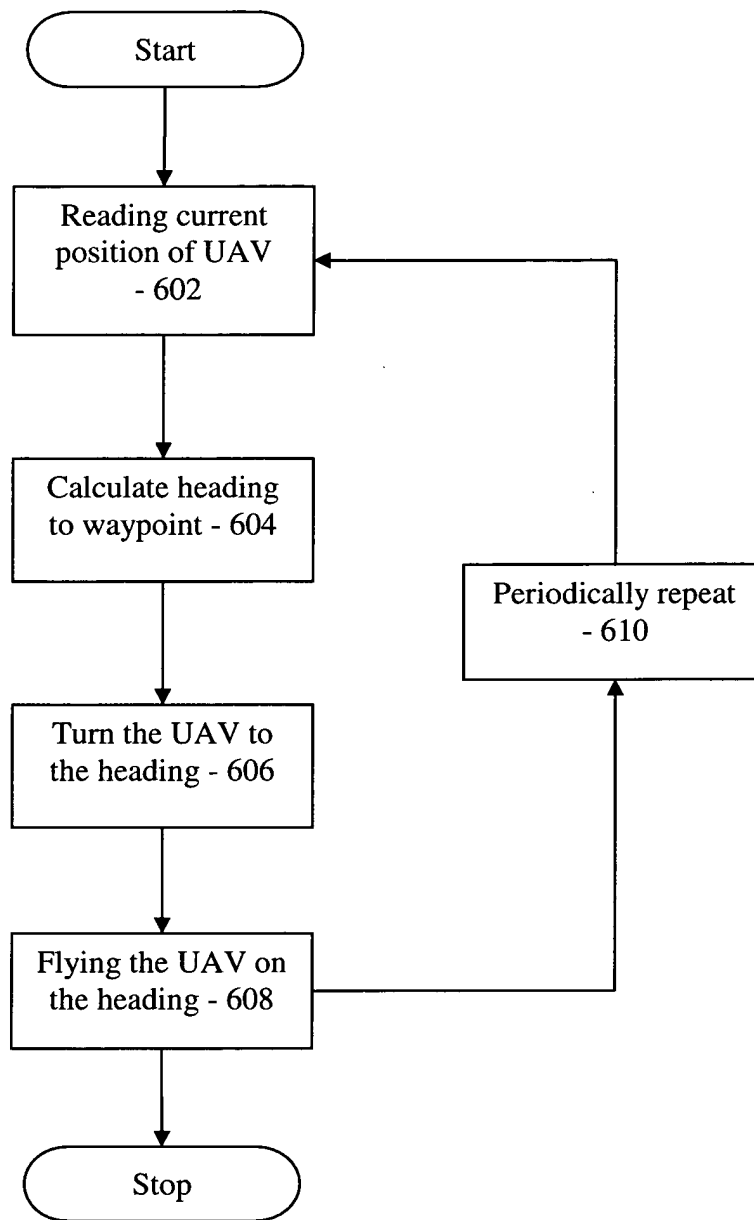 Start
Reading current
position of UAV
- 602
Calculate heading
to waypoint - 604
Periodically repeat
- 610
Turn the UAV to
the heading - 606
Flying the UAV on
the heading - 608
Stop